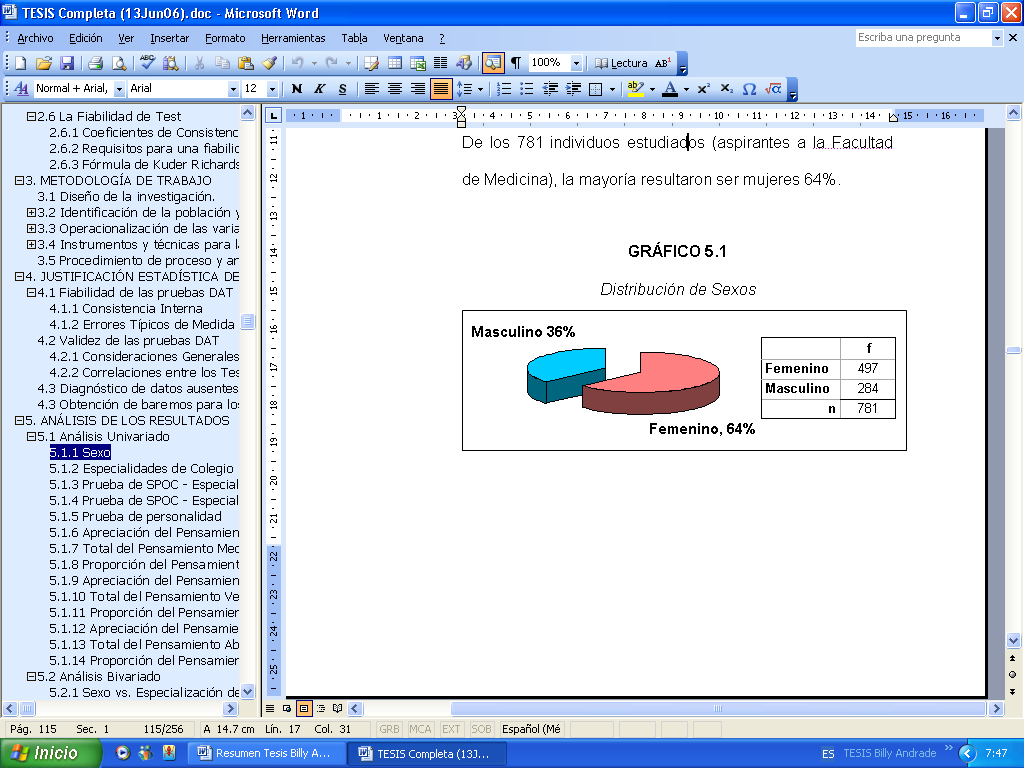 TESIS Completa (13Jun06).doc - Microsoft Word
Archivo Edición Ver Insertar Formato Herramientas Tabla Ventana ? Escriba una pregunta
100% Lectura
Normal + Arial, Arial 12 N K S
2.6 La Fiabilidad de Test
2.6.1 Coeficientes de Consistenc
2.6.2 Requisitos para una fiabilid
2.6.3 Fórmula de Kuder Richards
3. METODOLOGÍA DE TRABAJO
3.1 Diseño de la investigación.
3.2 Identificación de la población y
3.3 Operacionalización de las varia
3.4 Instrumentos y técnicas para l
3.5 Procedimiento de proceso y ar
4. JUSTIFICACIÓN ESTADÍSTICA DE
4.1 Fiabilidad de las pruebas DAT
4.1.1 Consistencia Interna
4.1.2 Errores Típicos de Medida
4.2 Validez de las pruebas DAT
4.2.1 Consideraciones Generales
4.2.2 Correlaciones entre los Tes
4.3 Diagnóstico de datos ausentes
4.3 Obtención de baremos para lo
5. ANÁLISIS DE LOS RESULTADOS
5.1 Análisis Univariado
5.1.1 Sexo
5.1.2 Especialidades de Colegio
5.1.3 Prueba de SPOC - Especial
5.1.4 Prueba de SPOC - Especial
5.1.5 Prueba de personalidad
5.1.6 Apreciación del Pensamien
5.1.7 Total del Pensamiento Mec
5.1.8 Proporción del Pensamient
5.1.9 Apreciación del Pensamien
5.1.10 Total del Pensamiento Ve
5.1.11 Proporción del Pensamier
5.1.12 Apreciación del Pensamie
5.1.13 Total del Pensamiento Ab
5.1.14 Proporción del Pensamier
5.2 Análisis Bivariado
5.2.1 Sexo vs. Especialización de
De los 781 individuos estudiados (aspirantes a la Facultad
de Medicina), la mayoría resultaron ser mujeres 64%.
GRÁFICO 5.1
Distribución de Sexos
Masculino 36%
Femenino, 64%
f
Femenino 497
Masculino 284
n 781
Pág. 115 Sec. 1 115/256 A 14.7 cm Lín. 17 Col. 31 GRB MCA EXT SOB Español (Mé
Inicio Resumen Tesis Billy A... TESIS Completa (13J... ES TESIS Billy Andrade 7:47